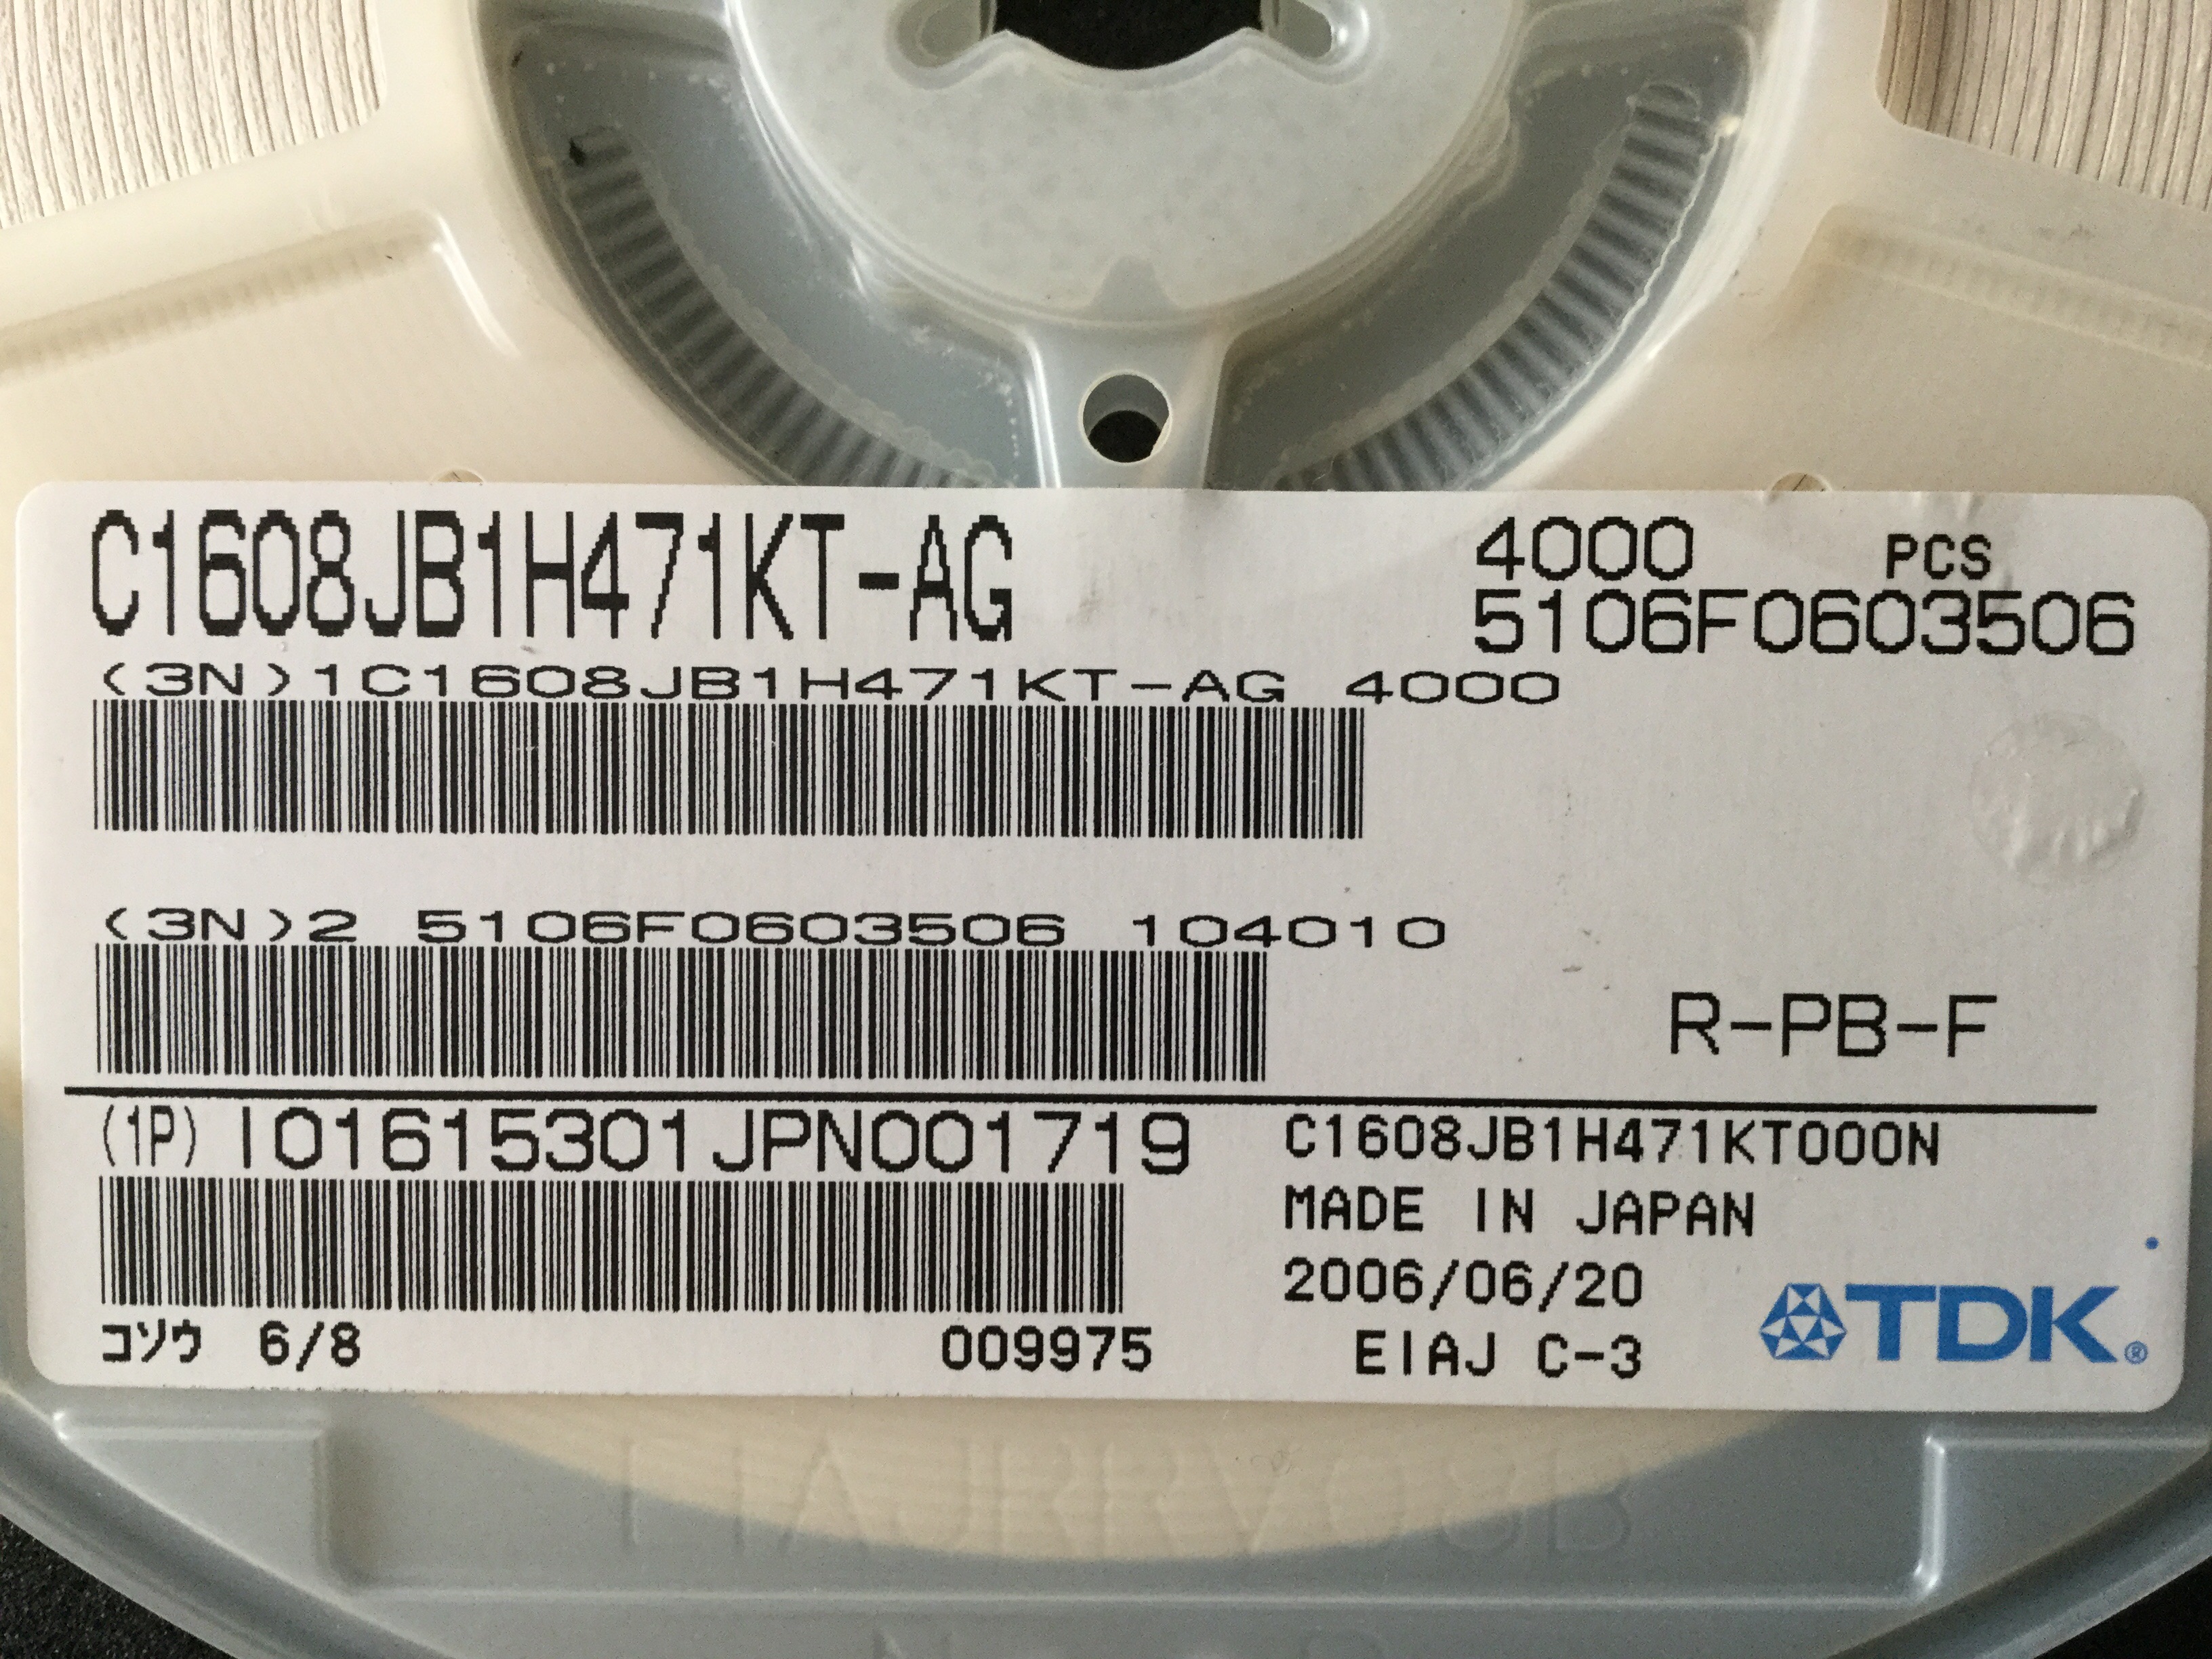 C1608JB1H471KT-AG
4000 PCS
5106F0603506
(3N)1C1608JB1H471KT-AG 4000
(3N)2 5106F0603506 104010
R-PB-F
(1P) I01615301JPN001719
C1608JB1H471KT000N
MADE IN JAPAN
2006/06/20
コソウ 6/8
009975
EIAJ C-3
TDK®
EIAJRRV08B